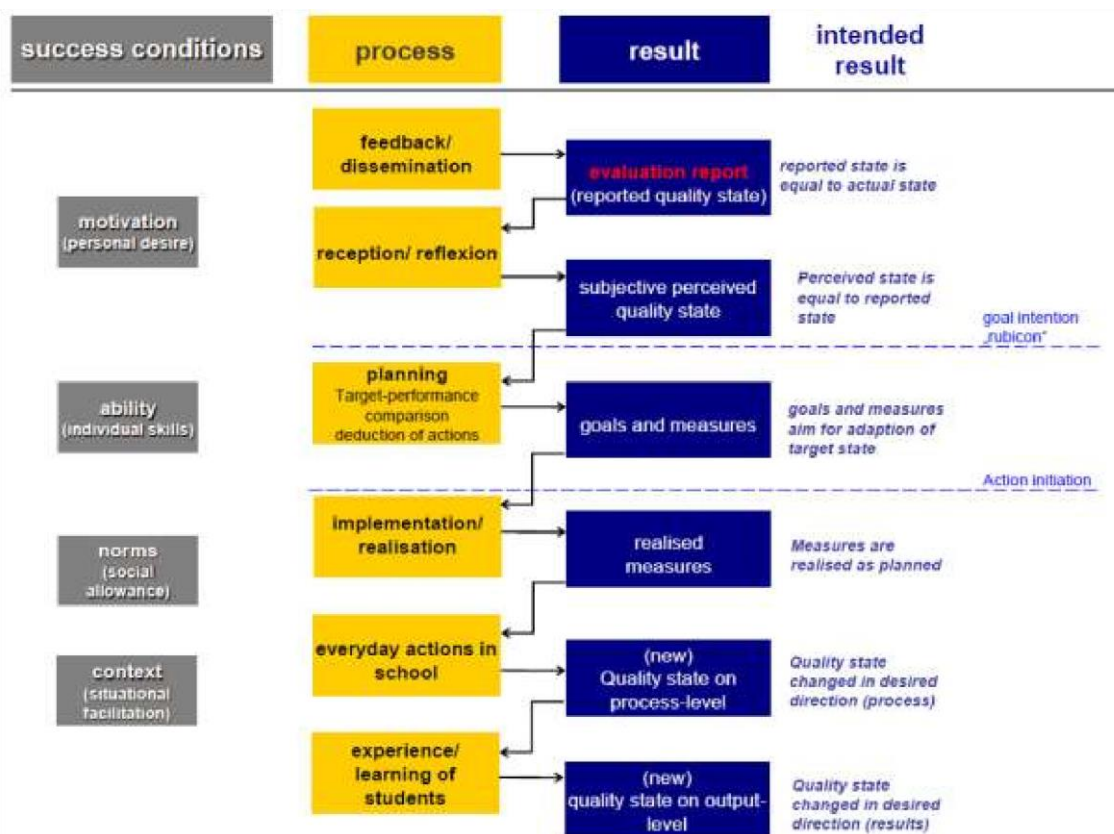 success conditions
process
result
intended
result
feedback/
dissemination
evaluation report
(reported quality state)
reported state is
equal to actual state
motivation
(personal desire)
reception/ reflexion
subjective perceived
quality state
Perceived state is
equal to reported
state
goal intention
„rubicon“
planning
Target-performance
comparison
deduction of actions
ability
(individual skills)
goals and measures
goals and measures
aim for adaption of
target state
Action initiation
implementation/
realisation
norms
(social
allowance)
realised
measures
Measures are
realised as planned
everyday actions in
school
context
(situational
facilitation)
(new)
Quality state on
process-level
Quality state
changed in desired
direction (process)
experience/
learning of
students
(new)
quality state on output-
level
Quality state
changed in desired
direction (results)